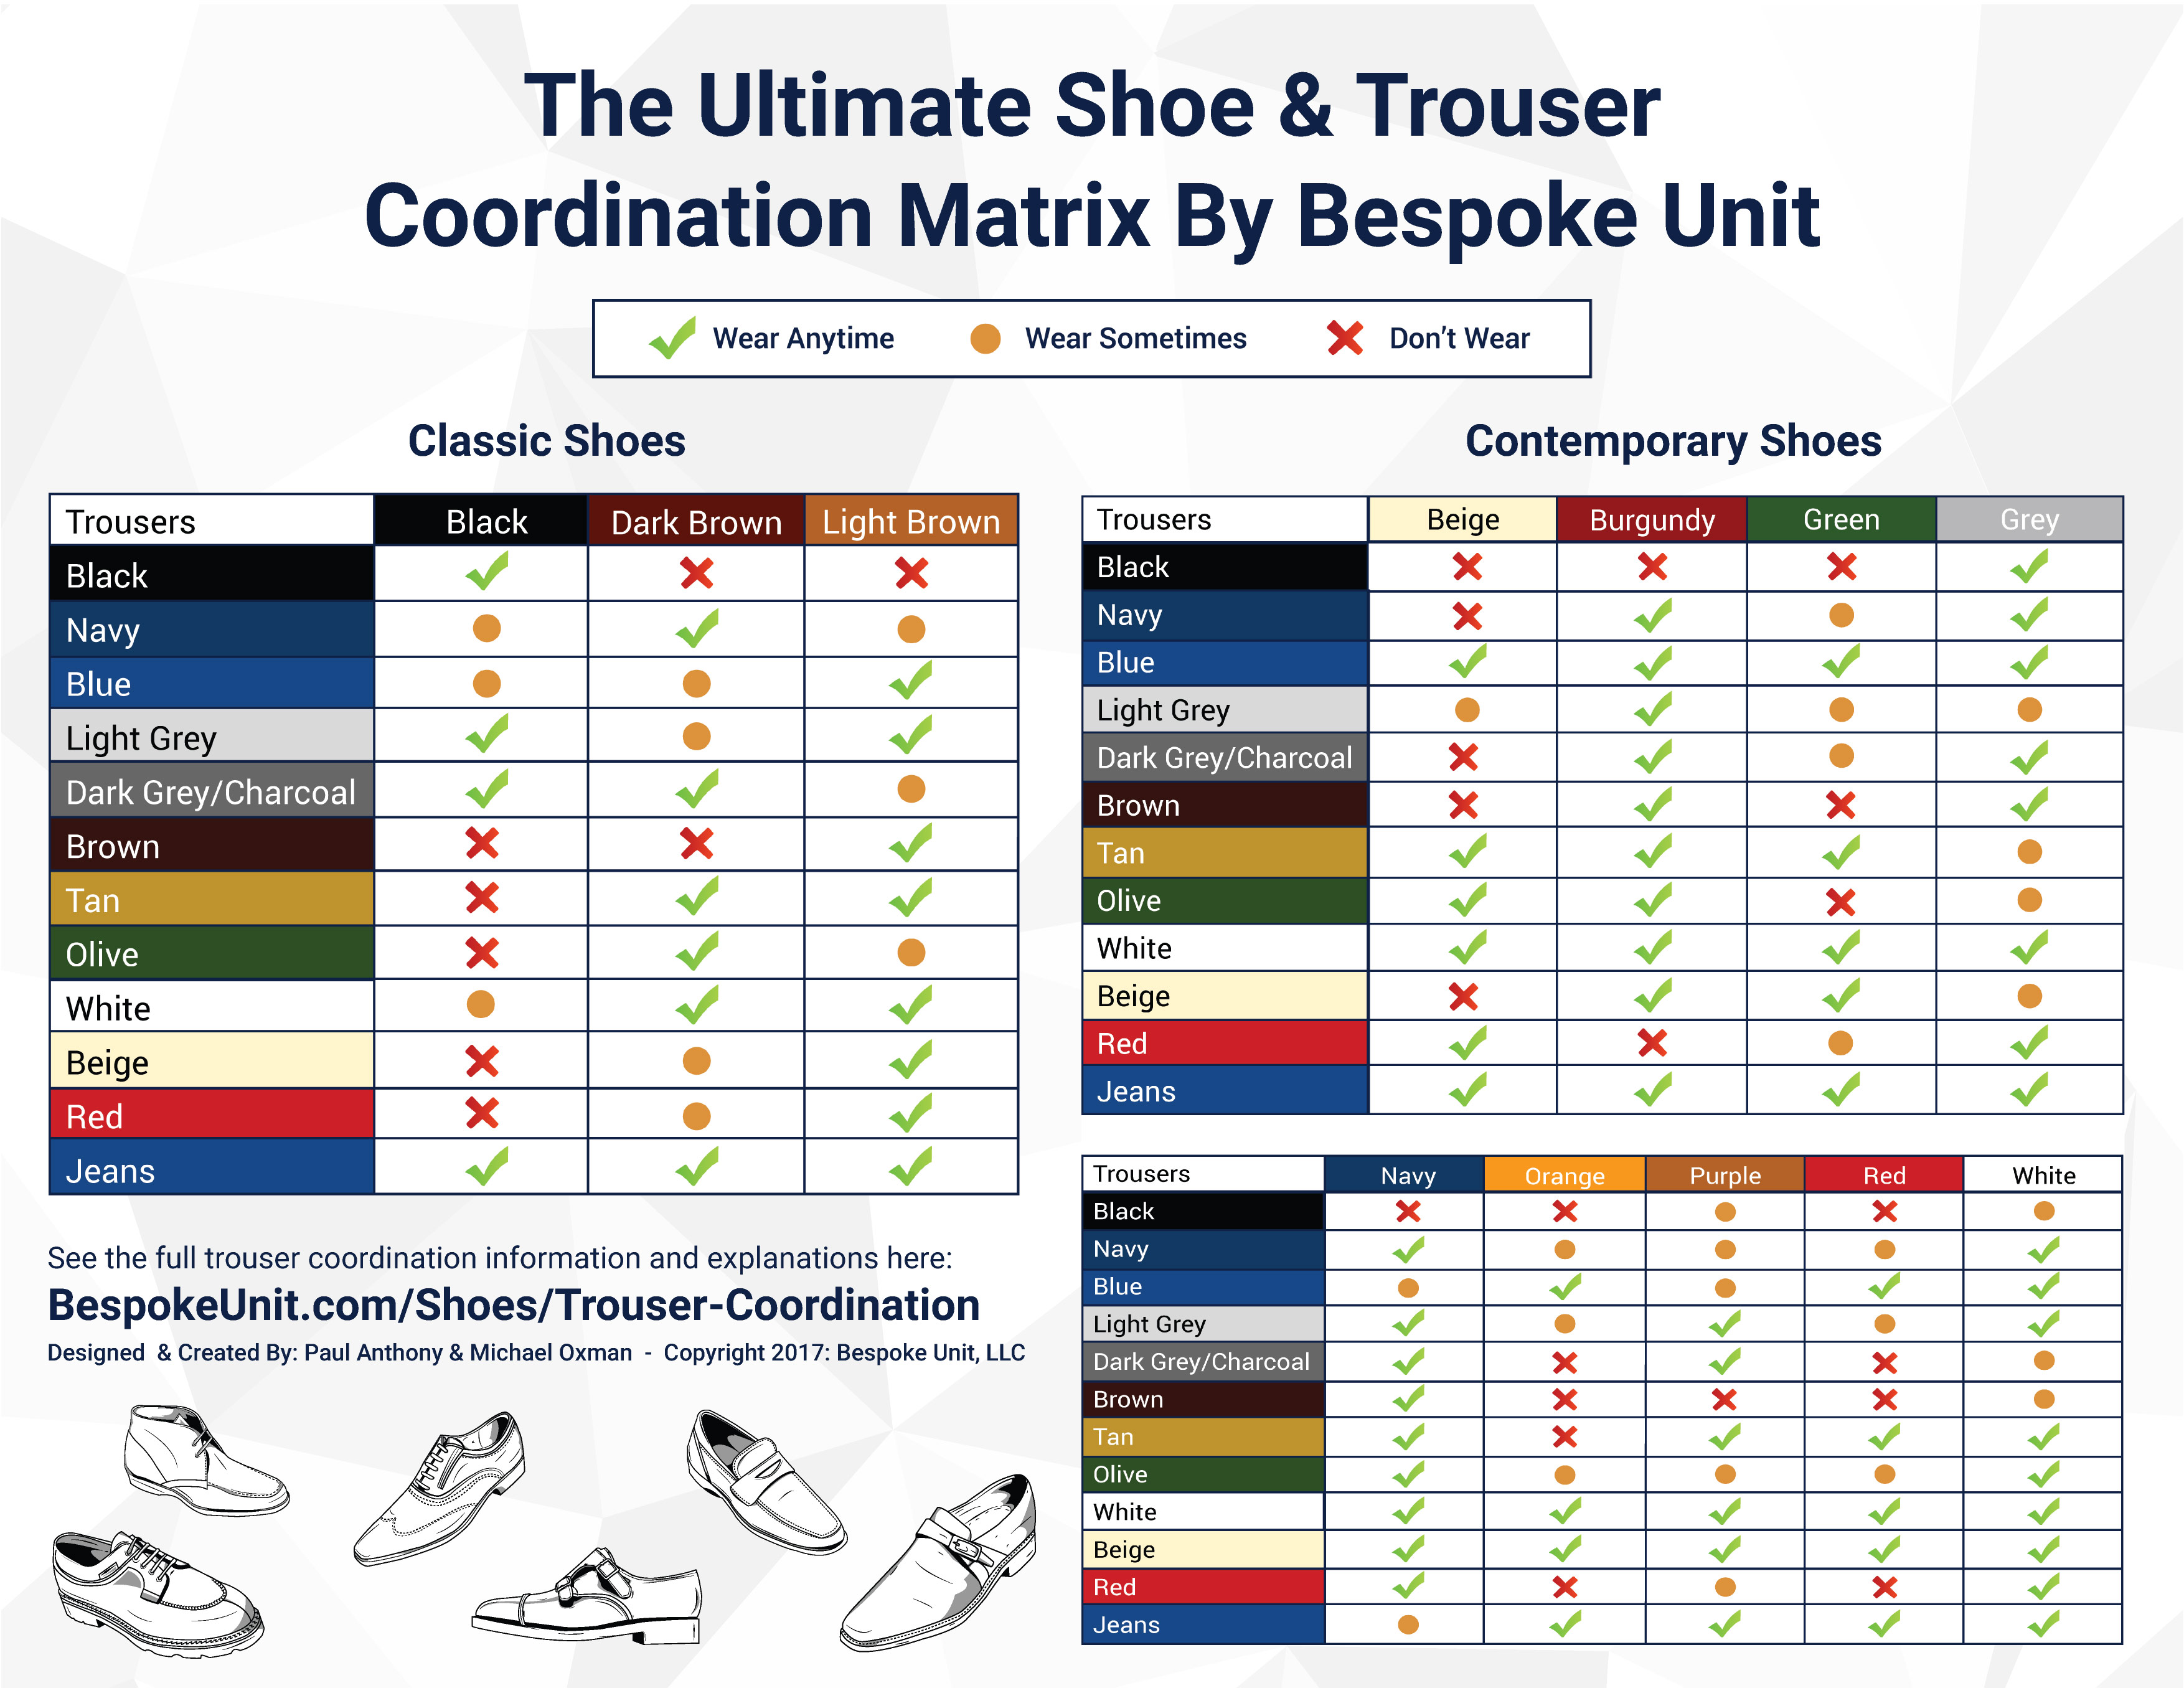 The Ultimate Shoe & Trouser
Coordination Matrix By Bespoke Unit
Wear Anytime Wear Sometimes Don't Wear
Classic Shoes
Trousers Black Dark Brown Light Brown
Black
Navy
Blue
Light Grey
Dark Grey/Charcoal
Brown
Tan
Olive
White
Beige
Red
Jeans
See the full trouser coordination information and explanations here:
BespokeUnit.com/Shoes/Trouser-Coordination
Designed & Created By: Paul Anthony & Michael Oxman - Copyright 2017: Bespoke Unit, LLC
Contemporary Shoes
Trousers Beige Burgundy Green Grey
Black
Navy
Blue
Light Grey
Dark Grey/Charcoal
Brown
Tan
Olive
White
Beige
Red
Jeans
Trousers Navy Orange Purple Red White
Black
Navy
Blue
Light Grey
Dark Grey/Charcoal
Brown
Tan
Olive
White
Beige
Red
Jeans